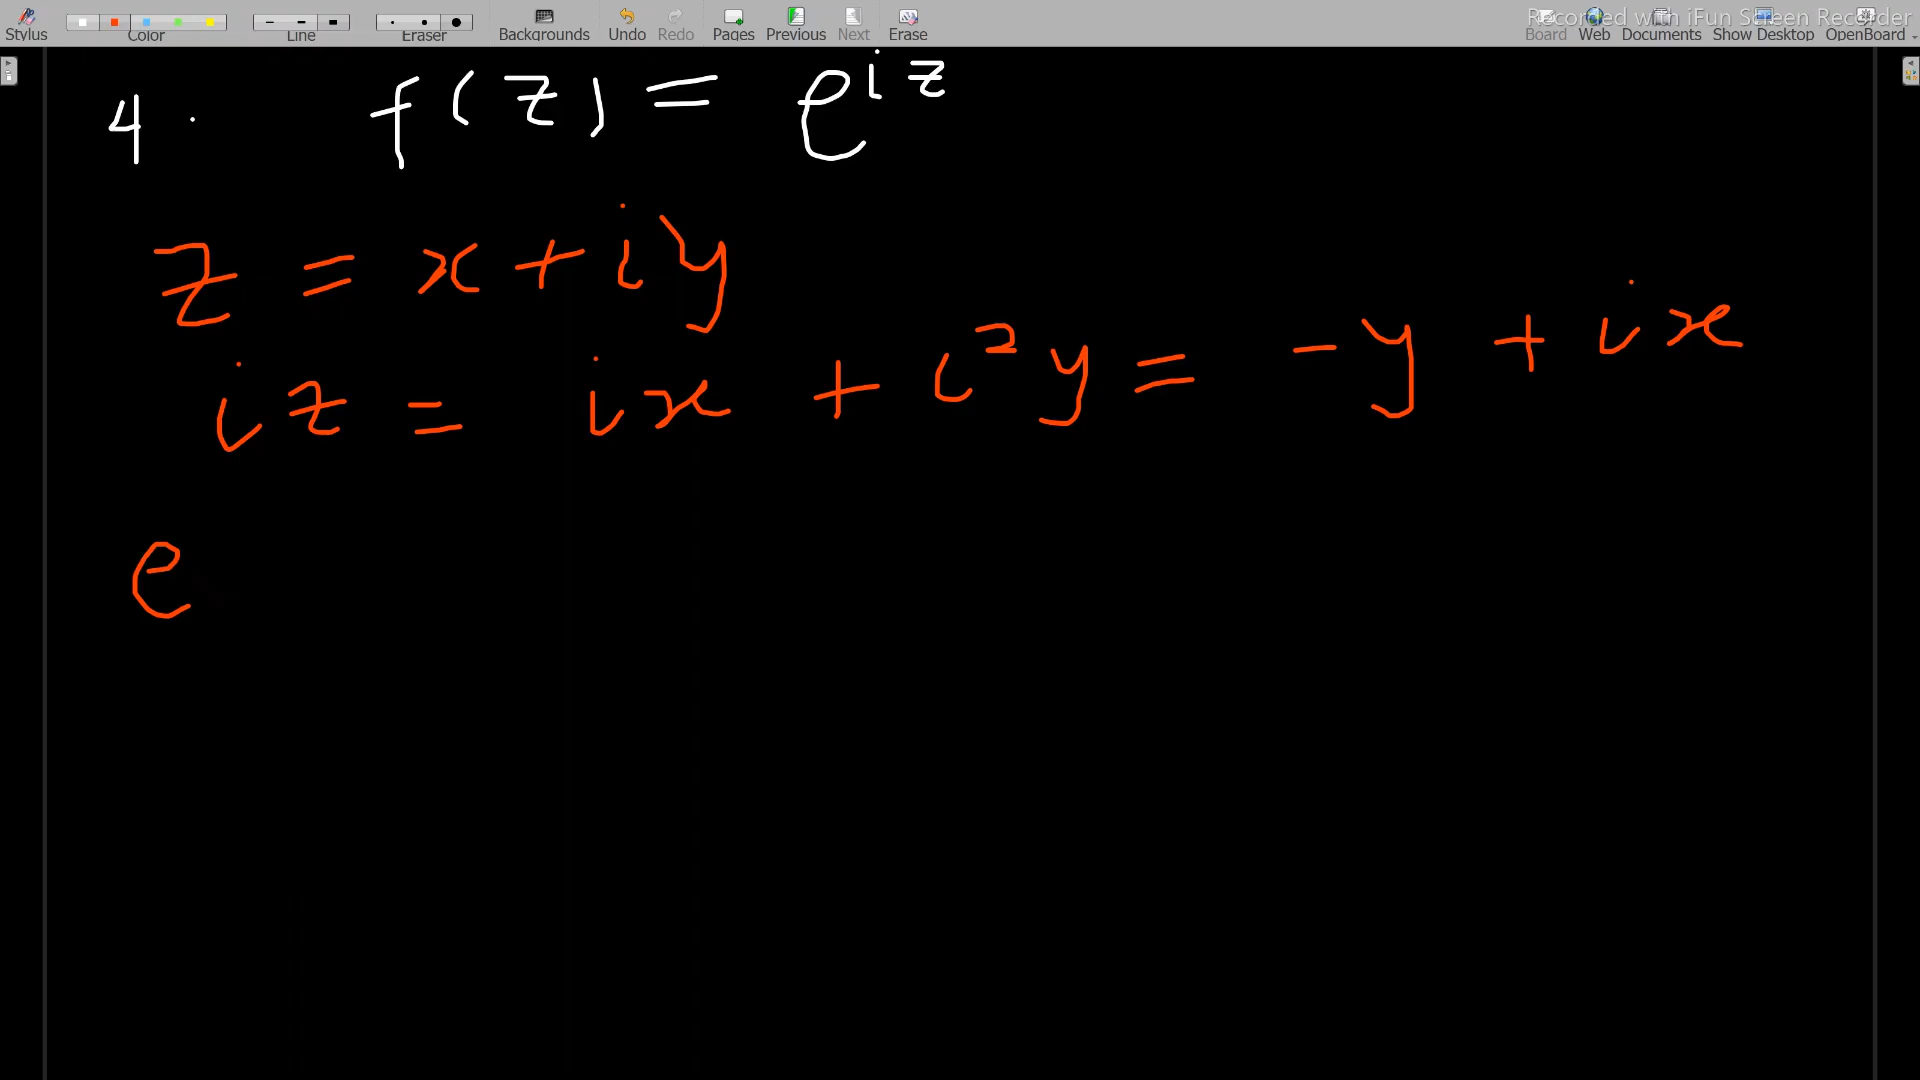 Recorded with iFun Screen Recorder
Stylus Color Line Eraser Backgrounds Undo Redo Pages Previous Next Erase Board Web Documents Show Desktop OpenBoard
4. f(z) = e^{iz}
z = x + iy
iz = ix + i²y = -y + ix
e